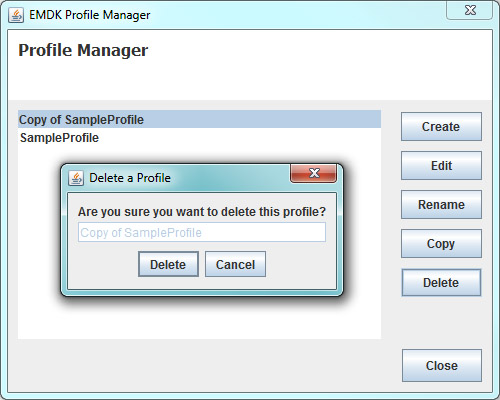 EMDK Profile Manager
Profile Manager
Copy of SampleProfile
SampleProfile
Create
Edit
Rename
Copy
Delete
Close
Delete a Profile
Are you sure you want to delete this profile?
Copy of SampleProfile
Delete
Cancel